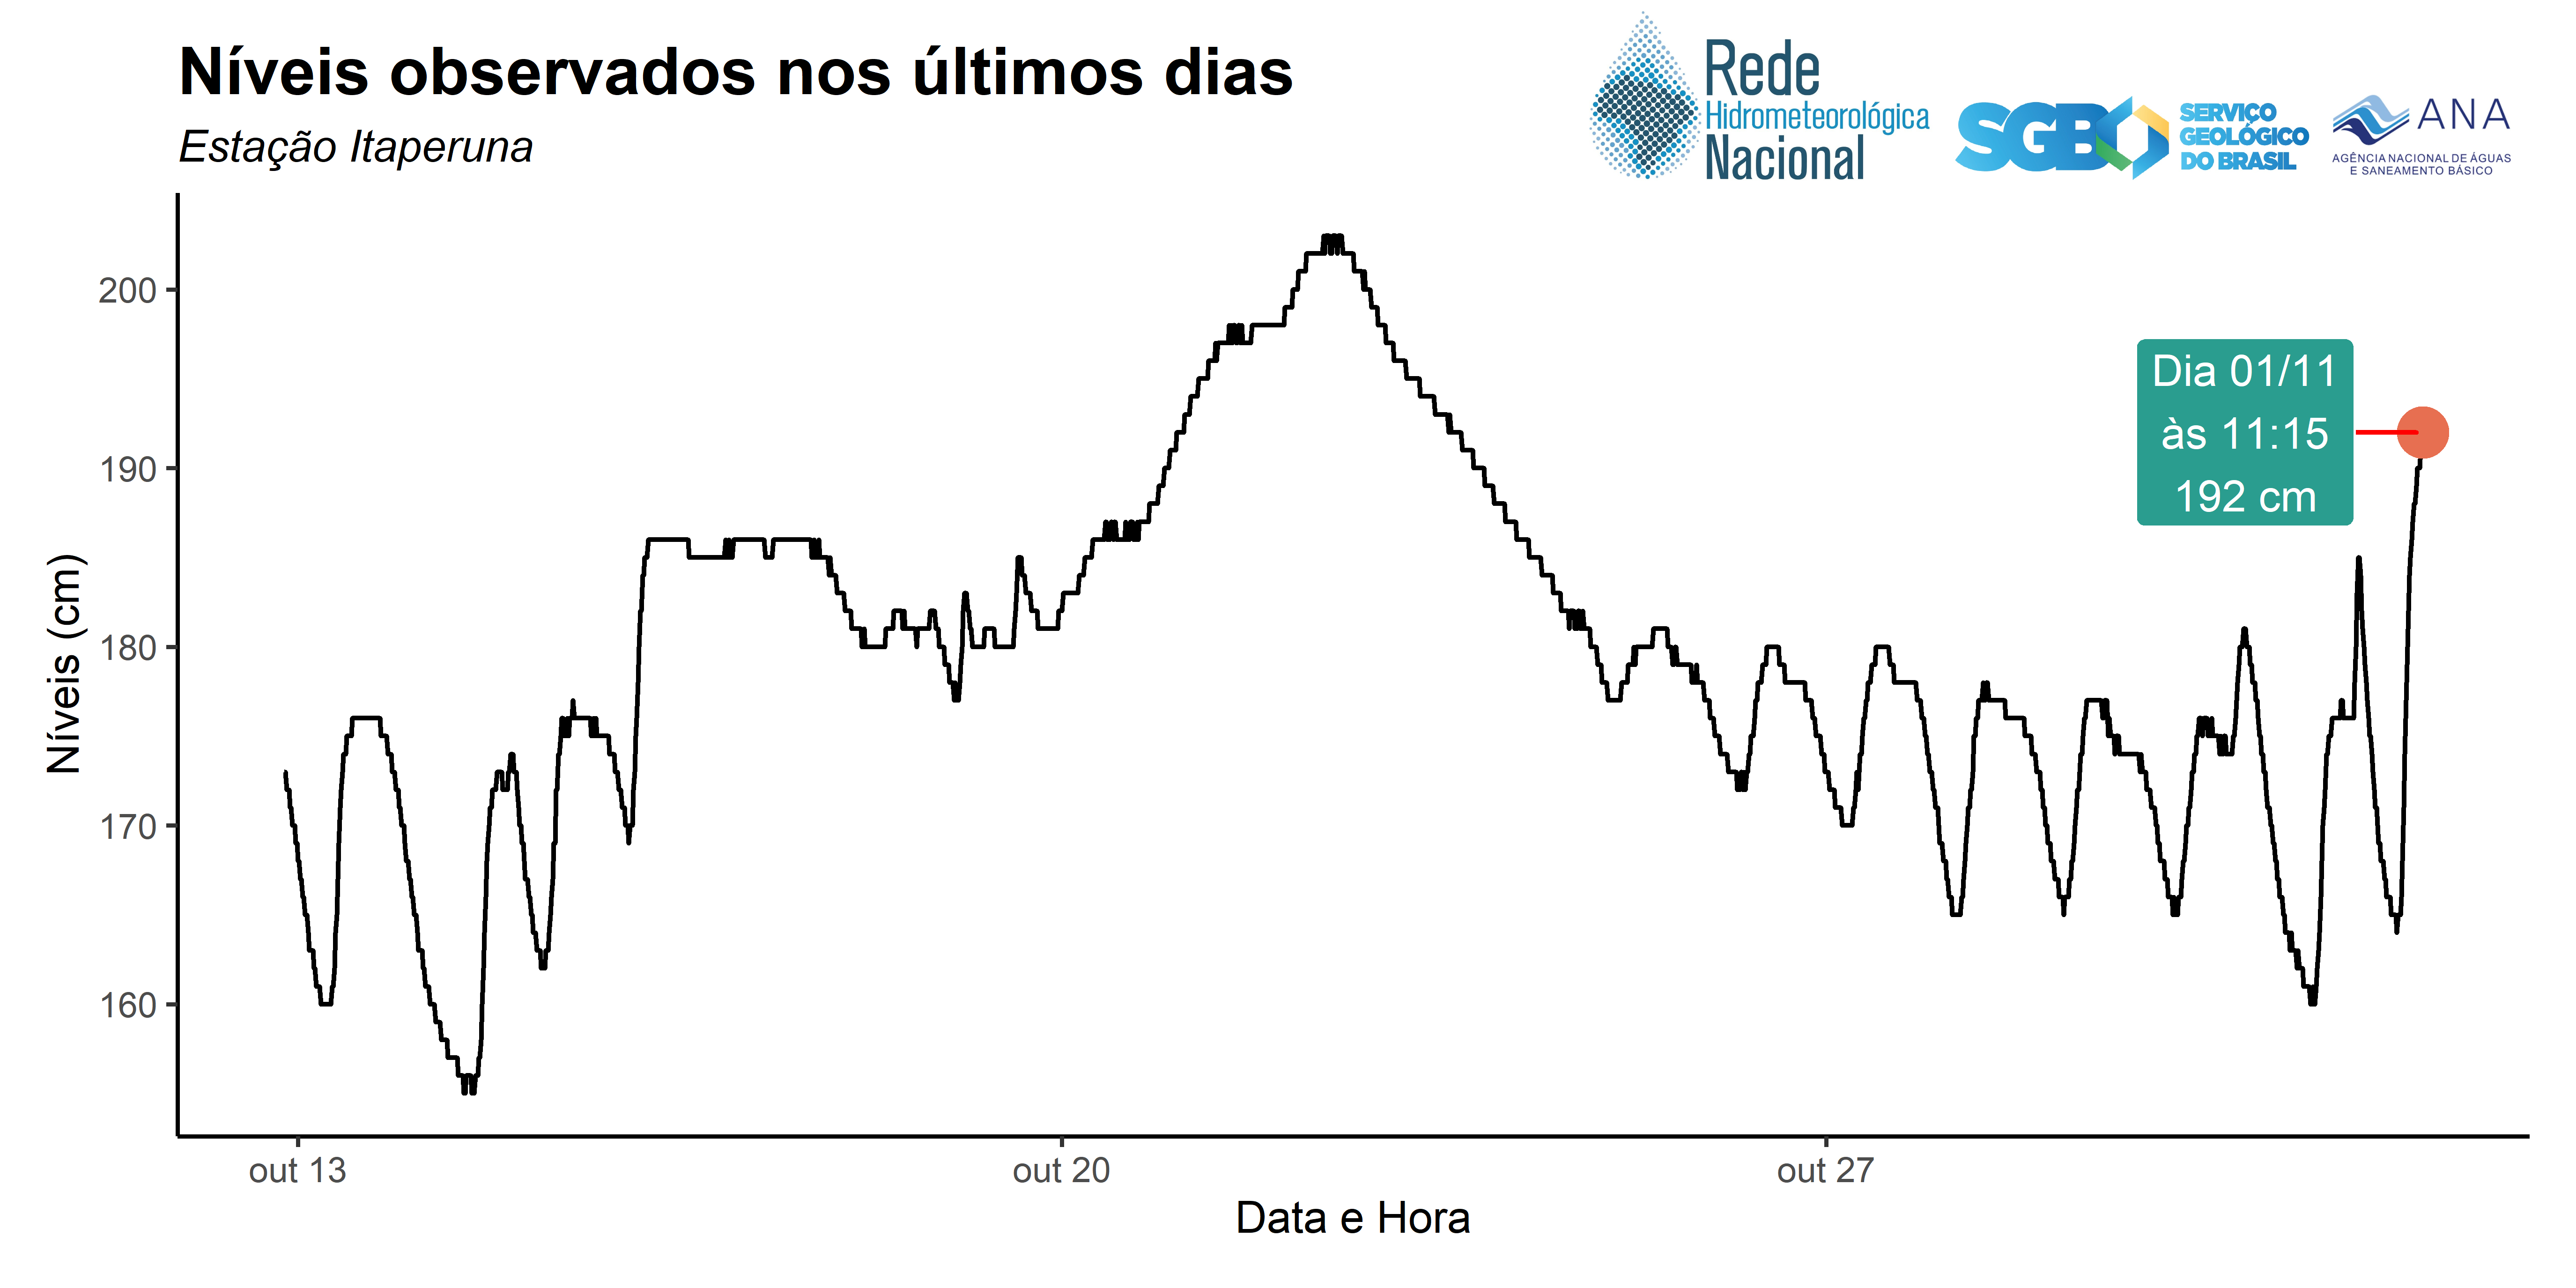 Níveis observados nos últimos dias
Estação Itaperuna
Rede
Hidrometeorológica
Nacional
SGB
SERVIÇO
GEOLÓGICO
DO BRASIL
ANA
AGÊNCIA NACIONAL DE ÁGUAS
E SANEAMENTO BÁSICO
Níveis (cm)
200
190
180
170
160
Dia 01/11
às 11:15
192 cm
out 13
out 20
out 27
Data e Hora